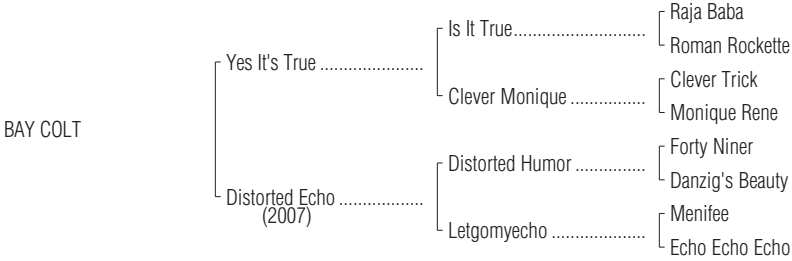 Raja Baba
Is It True.............................
Roman Rockette
Yes It's True ......................
Clever Trick
Clever Monique ................
Monique Rene
BAY COLT
Forty Niner
Distorted Humor ...............
Danzig's Beauty
Distorted Echo ..................
(2007)
Menifee
Letgomyecho ....................
Echo Echo Echo